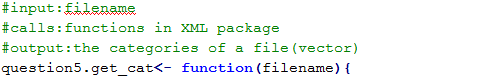 #input:filename
#calls:functions in XML package
#output:the categories of a file(vector)
question5.get_cat<- function(filename){